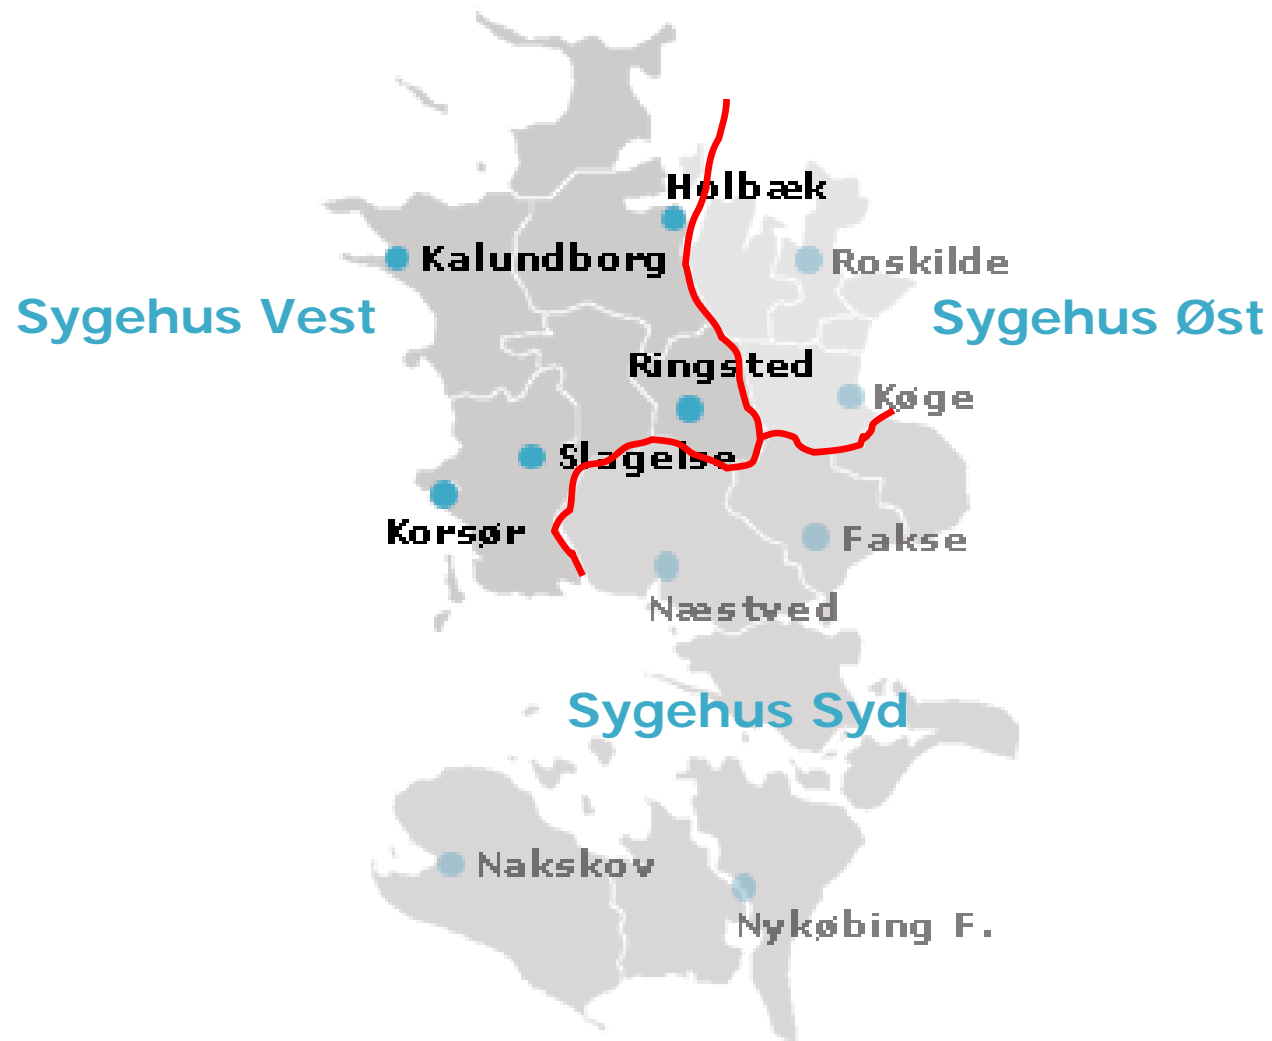 Holbæk
Kalundborg
Roskilde
Sygehus Vest
Sygehus Øst
Ringsted
Køge
Slagelse
Korsør
Fakse
Næstved
Sygehus Syd
Nakskov
Nykøbing F.